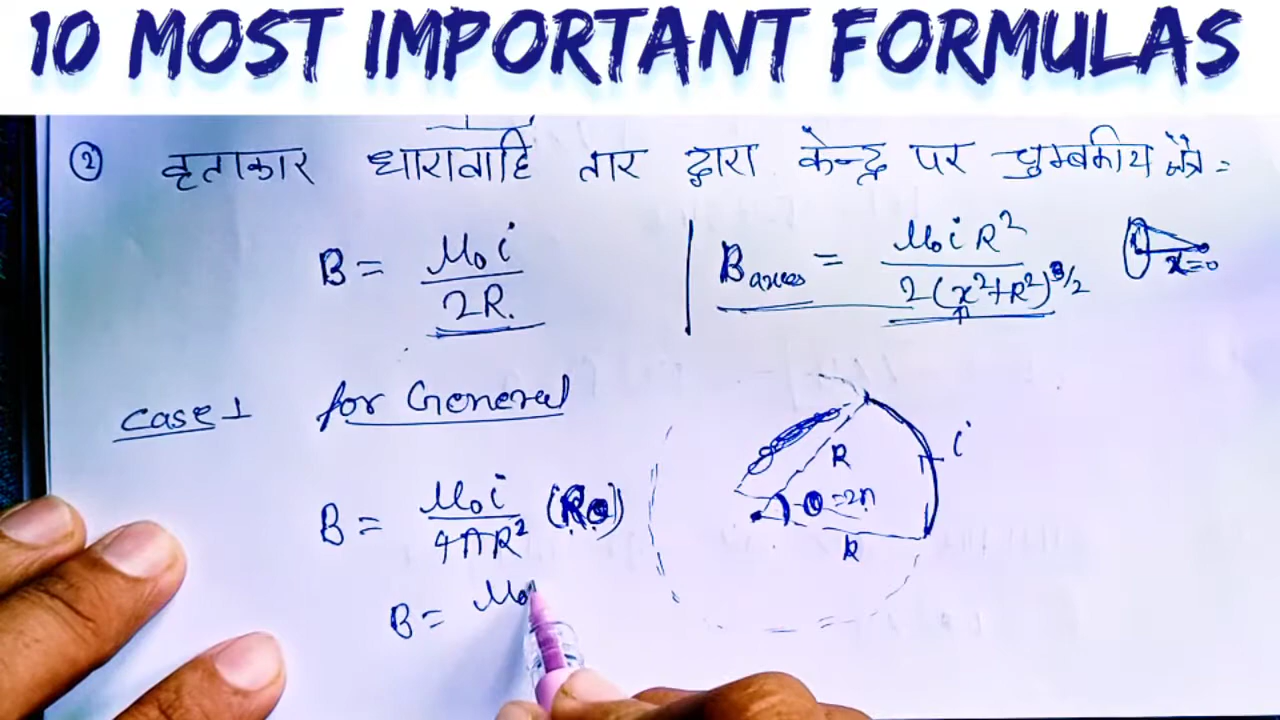 10 MOST IMPORTANT FORMULAS
② वृताकार धारावाहि तार द्वारा केन्द्र पर चुम्बकीय क्षेत्र =
B = μ₀i / 2R.
B axes = μ₀iR² / 2(x²+R²)^3/2
x=0
Case 1 for General
B = μ₀i / 4πR² (Rθ)
R
i
θ=2π
R
B = μ₀